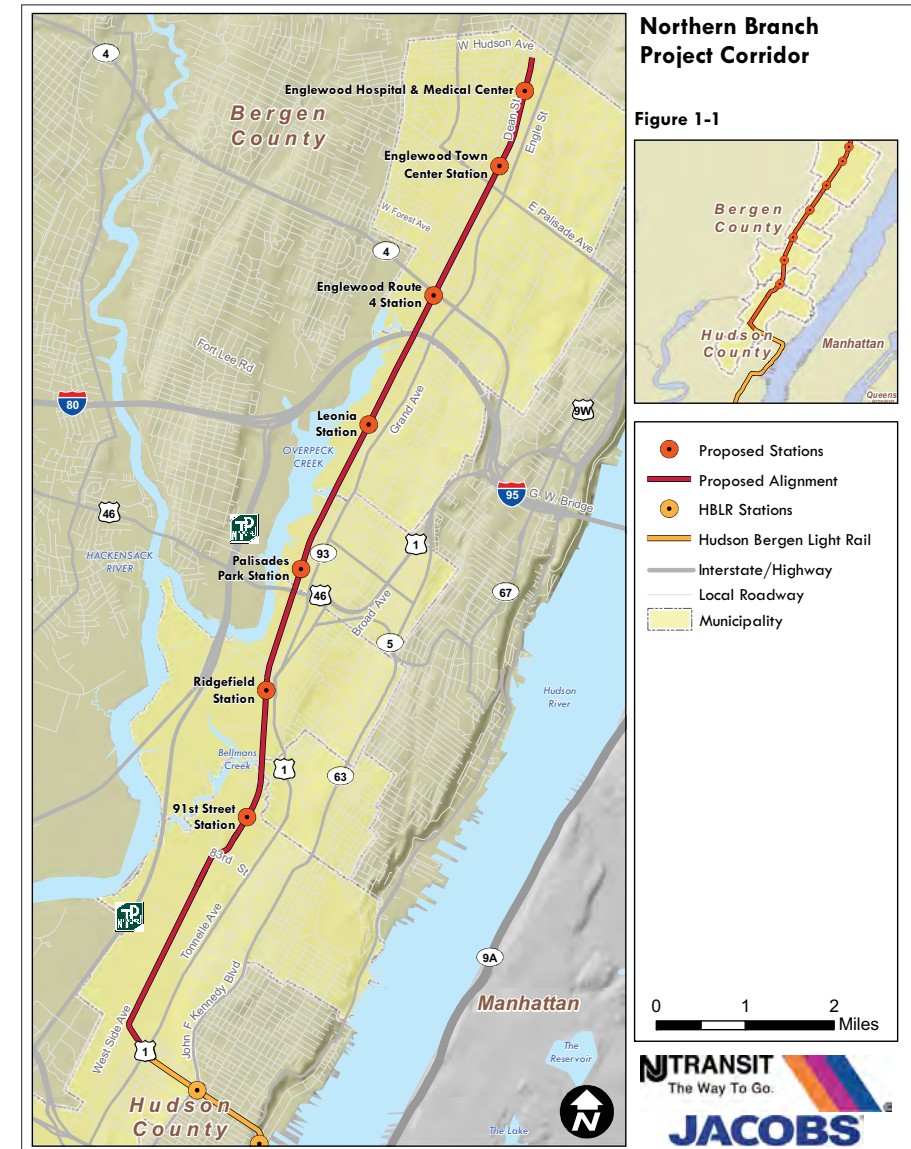 Northern Branch
Project Corridor
Figure 1-1
W Hudson Ave
4
Englewood Hospital & Medical Center
Bergen
County
Dean St
Engle St
Englewood Town
Center Station
W Forest Ave
E Palisade Ave
4
Englewood Route
4 Station
Fort Lee Rd
80
Grand Ave
9W
Leonia
Station
OVERPECK
CREEK
95
G. W. Bridge
46
HACKENSACK
RIVER
Palisades
Park Station
93
1
46
67
Broad Ave
5
Ridgefield
Station
Hudson
River
Bellmans
Creek
1
63
91st Street
Station
83rd St
Tonnelle Ave
9A
John F Kennedy Blvd
West Side Ave
Manhattan
1
The
Reservoir
Hudson
County
The Lake
N
Bergen
County
Hudson
County
Manhattan
Queens
Proposed Stations
Proposed Alignment
HBLR Stations
Hudson Bergen Light Rail
Interstate/Highway
Local Roadway
Municipality
0 1 2
Miles
NJTRANSIT
The Way To Go.
JACOBS